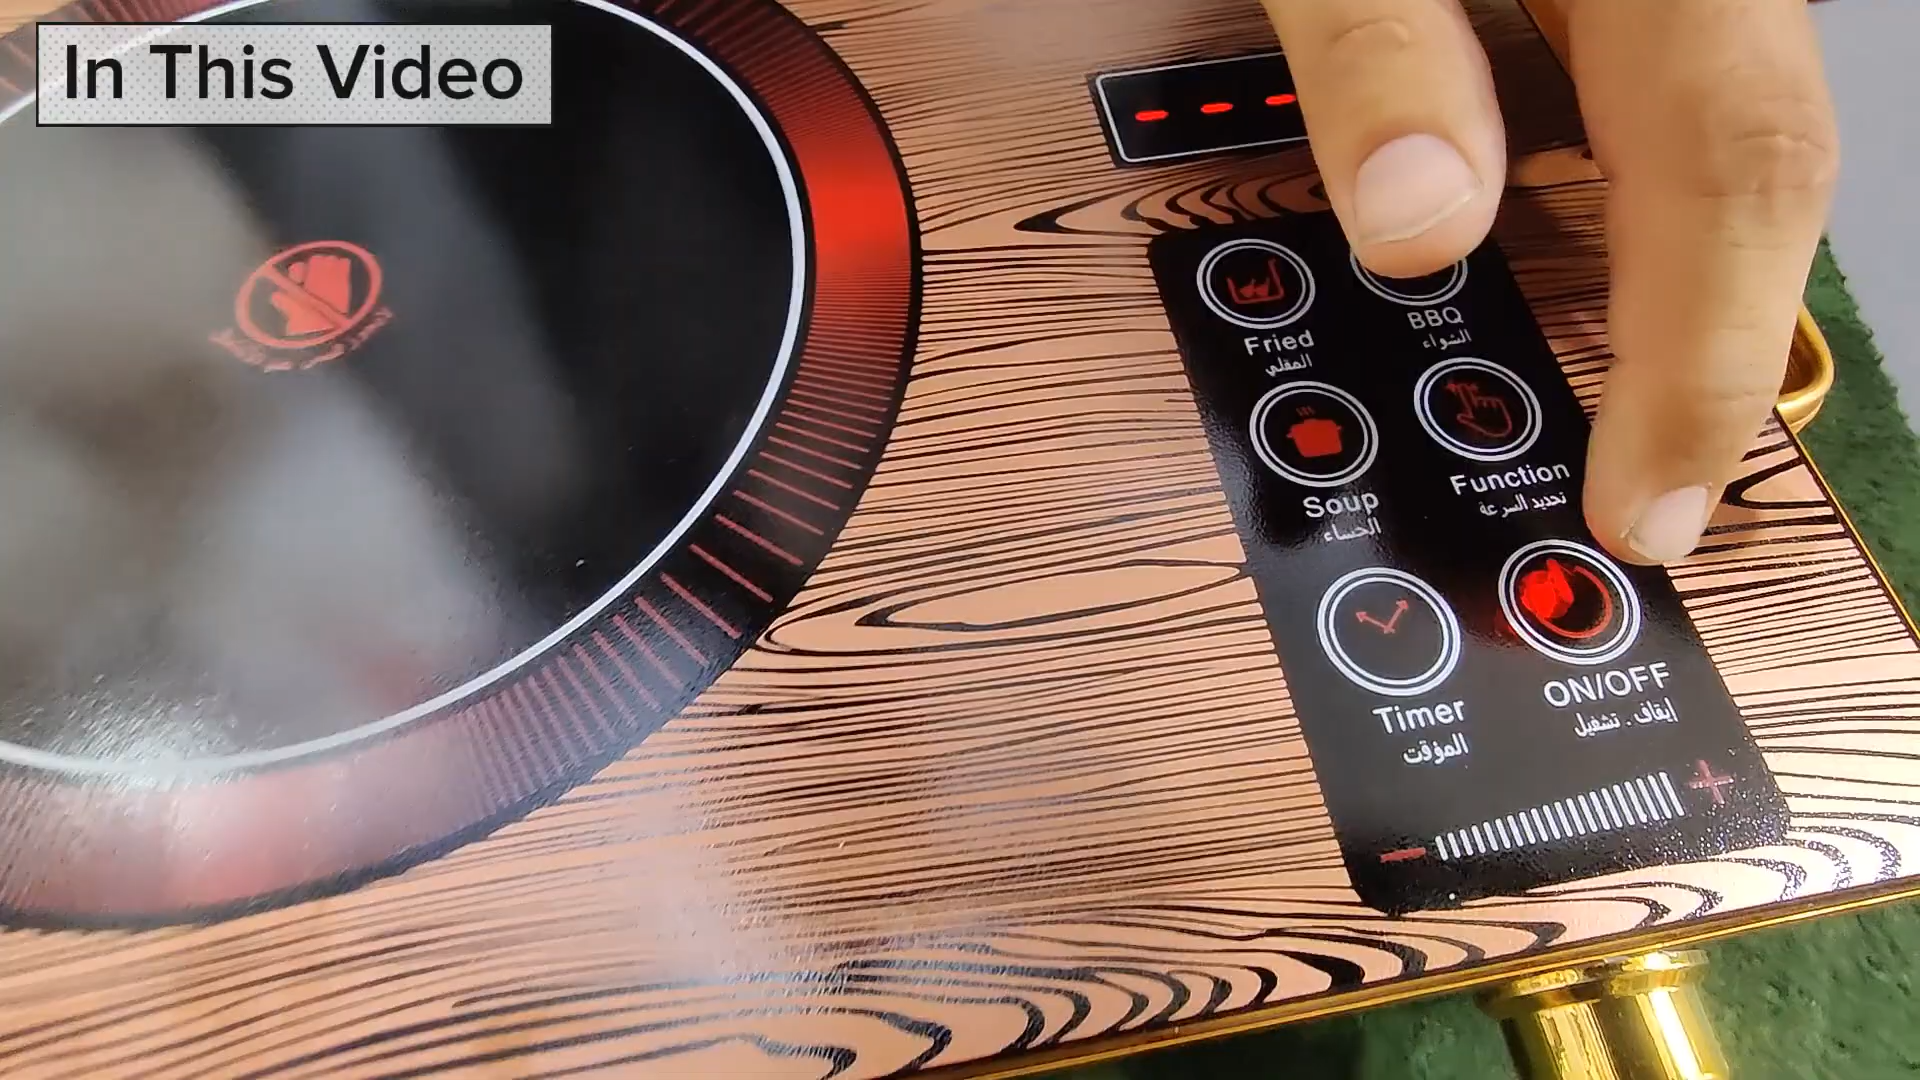 In This Video
- - -
Fried
المقلي
BBQ
الشواء
Soup
الحساء
Function
تحديد السرعة
Timer
المؤقت
ON/OFF
إيقاف . تشغيل
- +